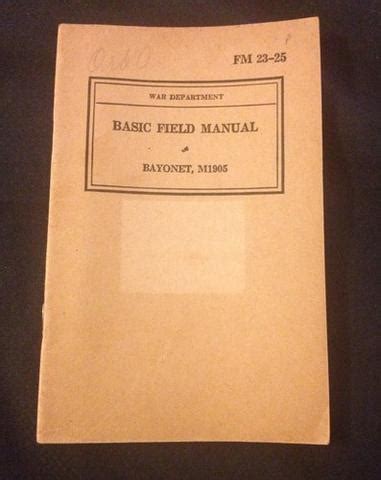 FM 23-25
WAR DEPARTMENT
BASIC FIELD MANUAL
BAYONET, M1905